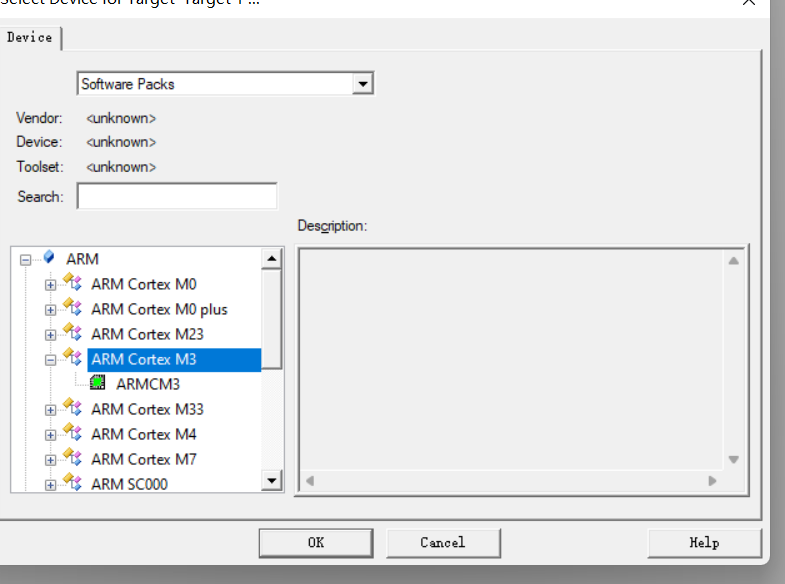 Select Device for Target 'Target 1'...
Device
Software Packs
Vendor: <unknown>
Device: <unknown>
Toolset: <unknown>
Search:
Description:
ARM
ARM Cortex M0
ARM Cortex M0 plus
ARM Cortex M23
ARM Cortex M3
ARMCM3
ARM Cortex M33
ARM Cortex M4
ARM Cortex M7
ARM SC000
OK Cancel Help